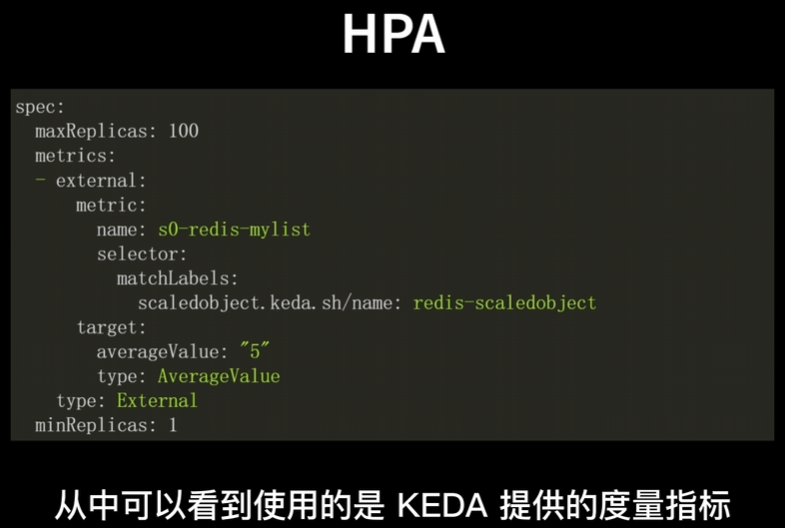 HPA
spec:
  maxReplicas: 100
  metrics:
  - external:
      metric:
        name: s0-redis-mylist
        selector:
          matchLabels:
            scaledobject.keda.sh/name: redis-scaledobject
      target:
        averageValue: "5"
        type: AverageValue
    type: External
  minReplicas: 1
从中可以看到使用的是 KEDA 提供的度量指标